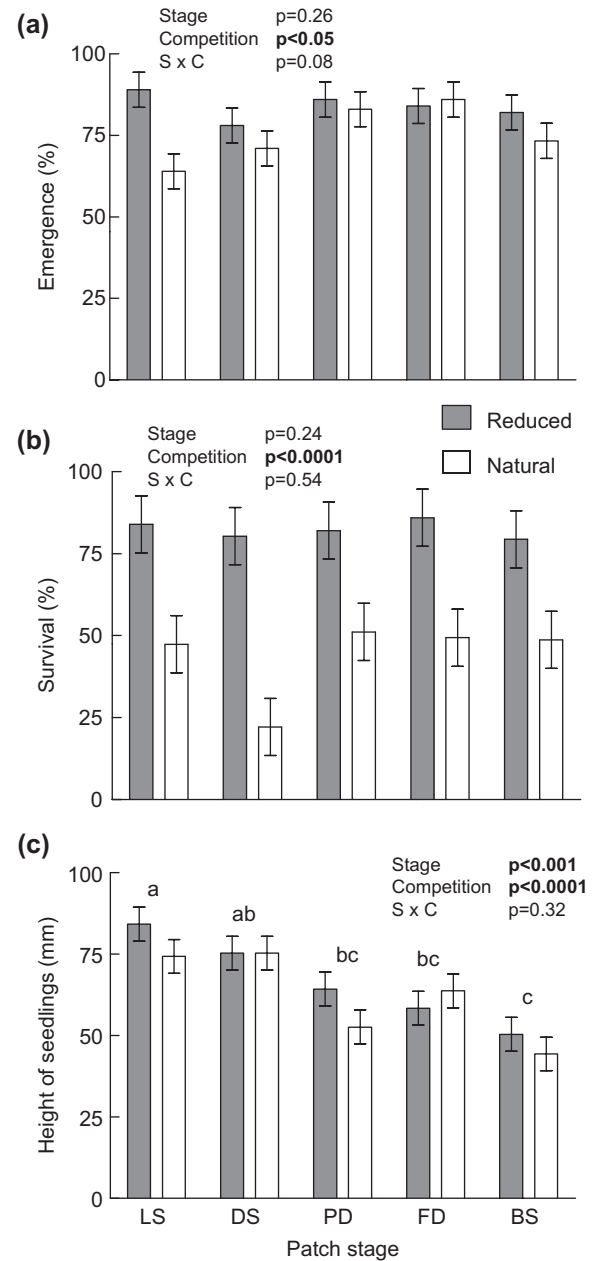 (a)
Stage p=0.26
Competition p<0.05
S x C p=0.08
100
75
50
25
0
Emergence (%)
Reduced
Natural
(b)
Stage p=0.24
Competition p<0.0001
S x C p=0.54
100
75
50
25
0
Survival (%)
(c)
Stage p<0.001
Competition p<0.0001
S x C p=0.32
100
75
50
25
0
Height of seedlings (mm)
a
ab
bc
bc
c
LS DS PD FD BS
Patch stage